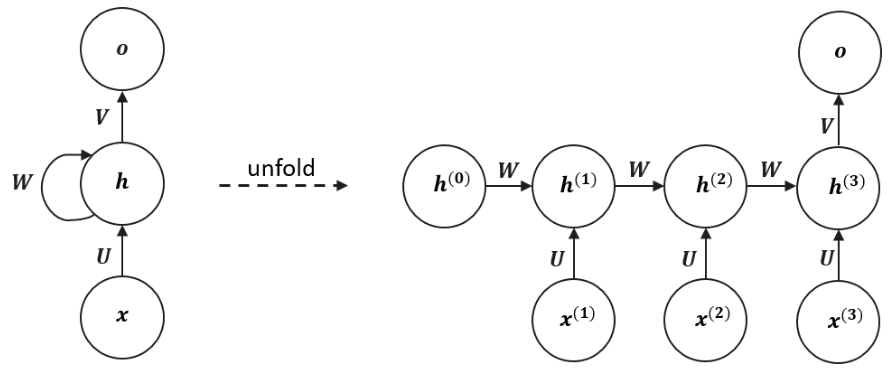 o
V
W
h
U
x
unfold
o
V
h(0) W h(1) W h(2) W h(3)
U U U
x(1) x(2) x(3)